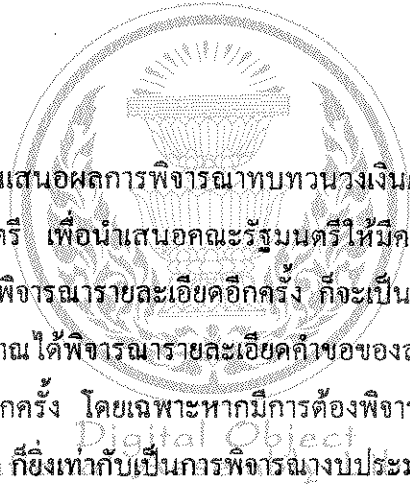 นเสนอผลการพิจารณาทบทวนวงเงิน
ตรี เพื่อนำเสนอคณะรัฐมนตรีให้มีค
พิจารณารายละเอียดอีกครั้ง ก็จะเป็น
าณได้พิจารณารายละเอียดคำขอของส
กครั้ง โดยเฉพาะหากมีการต้องพิจาร
Digital Object
ก็ยิ่งเท่ากับเป็นการพิจารณางบประม